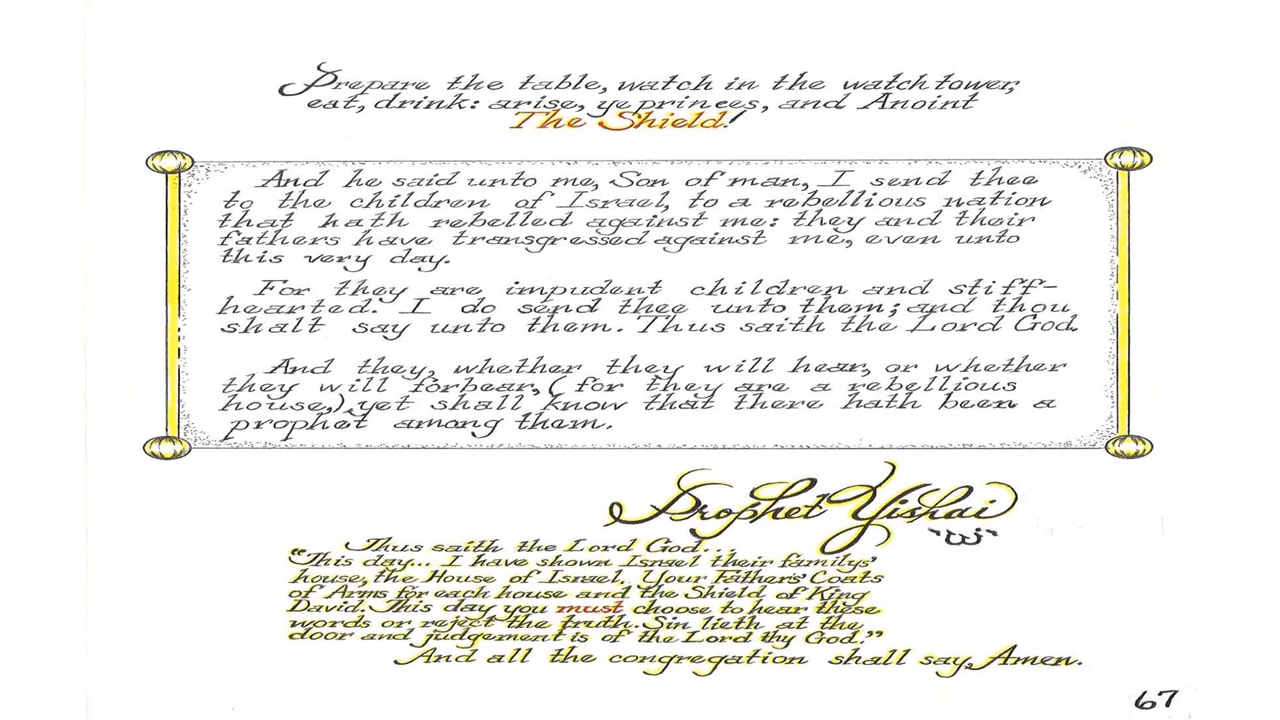 Prepare the table, watch in the watchtower,
eat, drink: arise, ye princes, and Anoint
The Shield!
And he said unto me, Son of man, I send thee
to the children of Israel, to a rebellious nation
that hath rebelled against me: they and their
fathers have transgressed against me, even unto
this very day.
For they are impudent children and stiff-
hearted. I do send thee unto them; and thou
shalt say unto them. Thus saith the Lord God.
And they, whether they will hear, or whether
they will forbear, (for they are a rebellious
house,) yet shall know that there hath been a
prophet among them.
Prophet Yishai
Thus saith the Lord God...
"This day... I have shown Israel their familys'
house, the House of Israel. Your Fathers' Coats
of Arms for each house and the Shield of King
David. This day you must choose to hear these
words or reject the truth. Sin lieth at the
door and judgement is of the Lord thy God."
And all the congregation shall say, Amen.
67